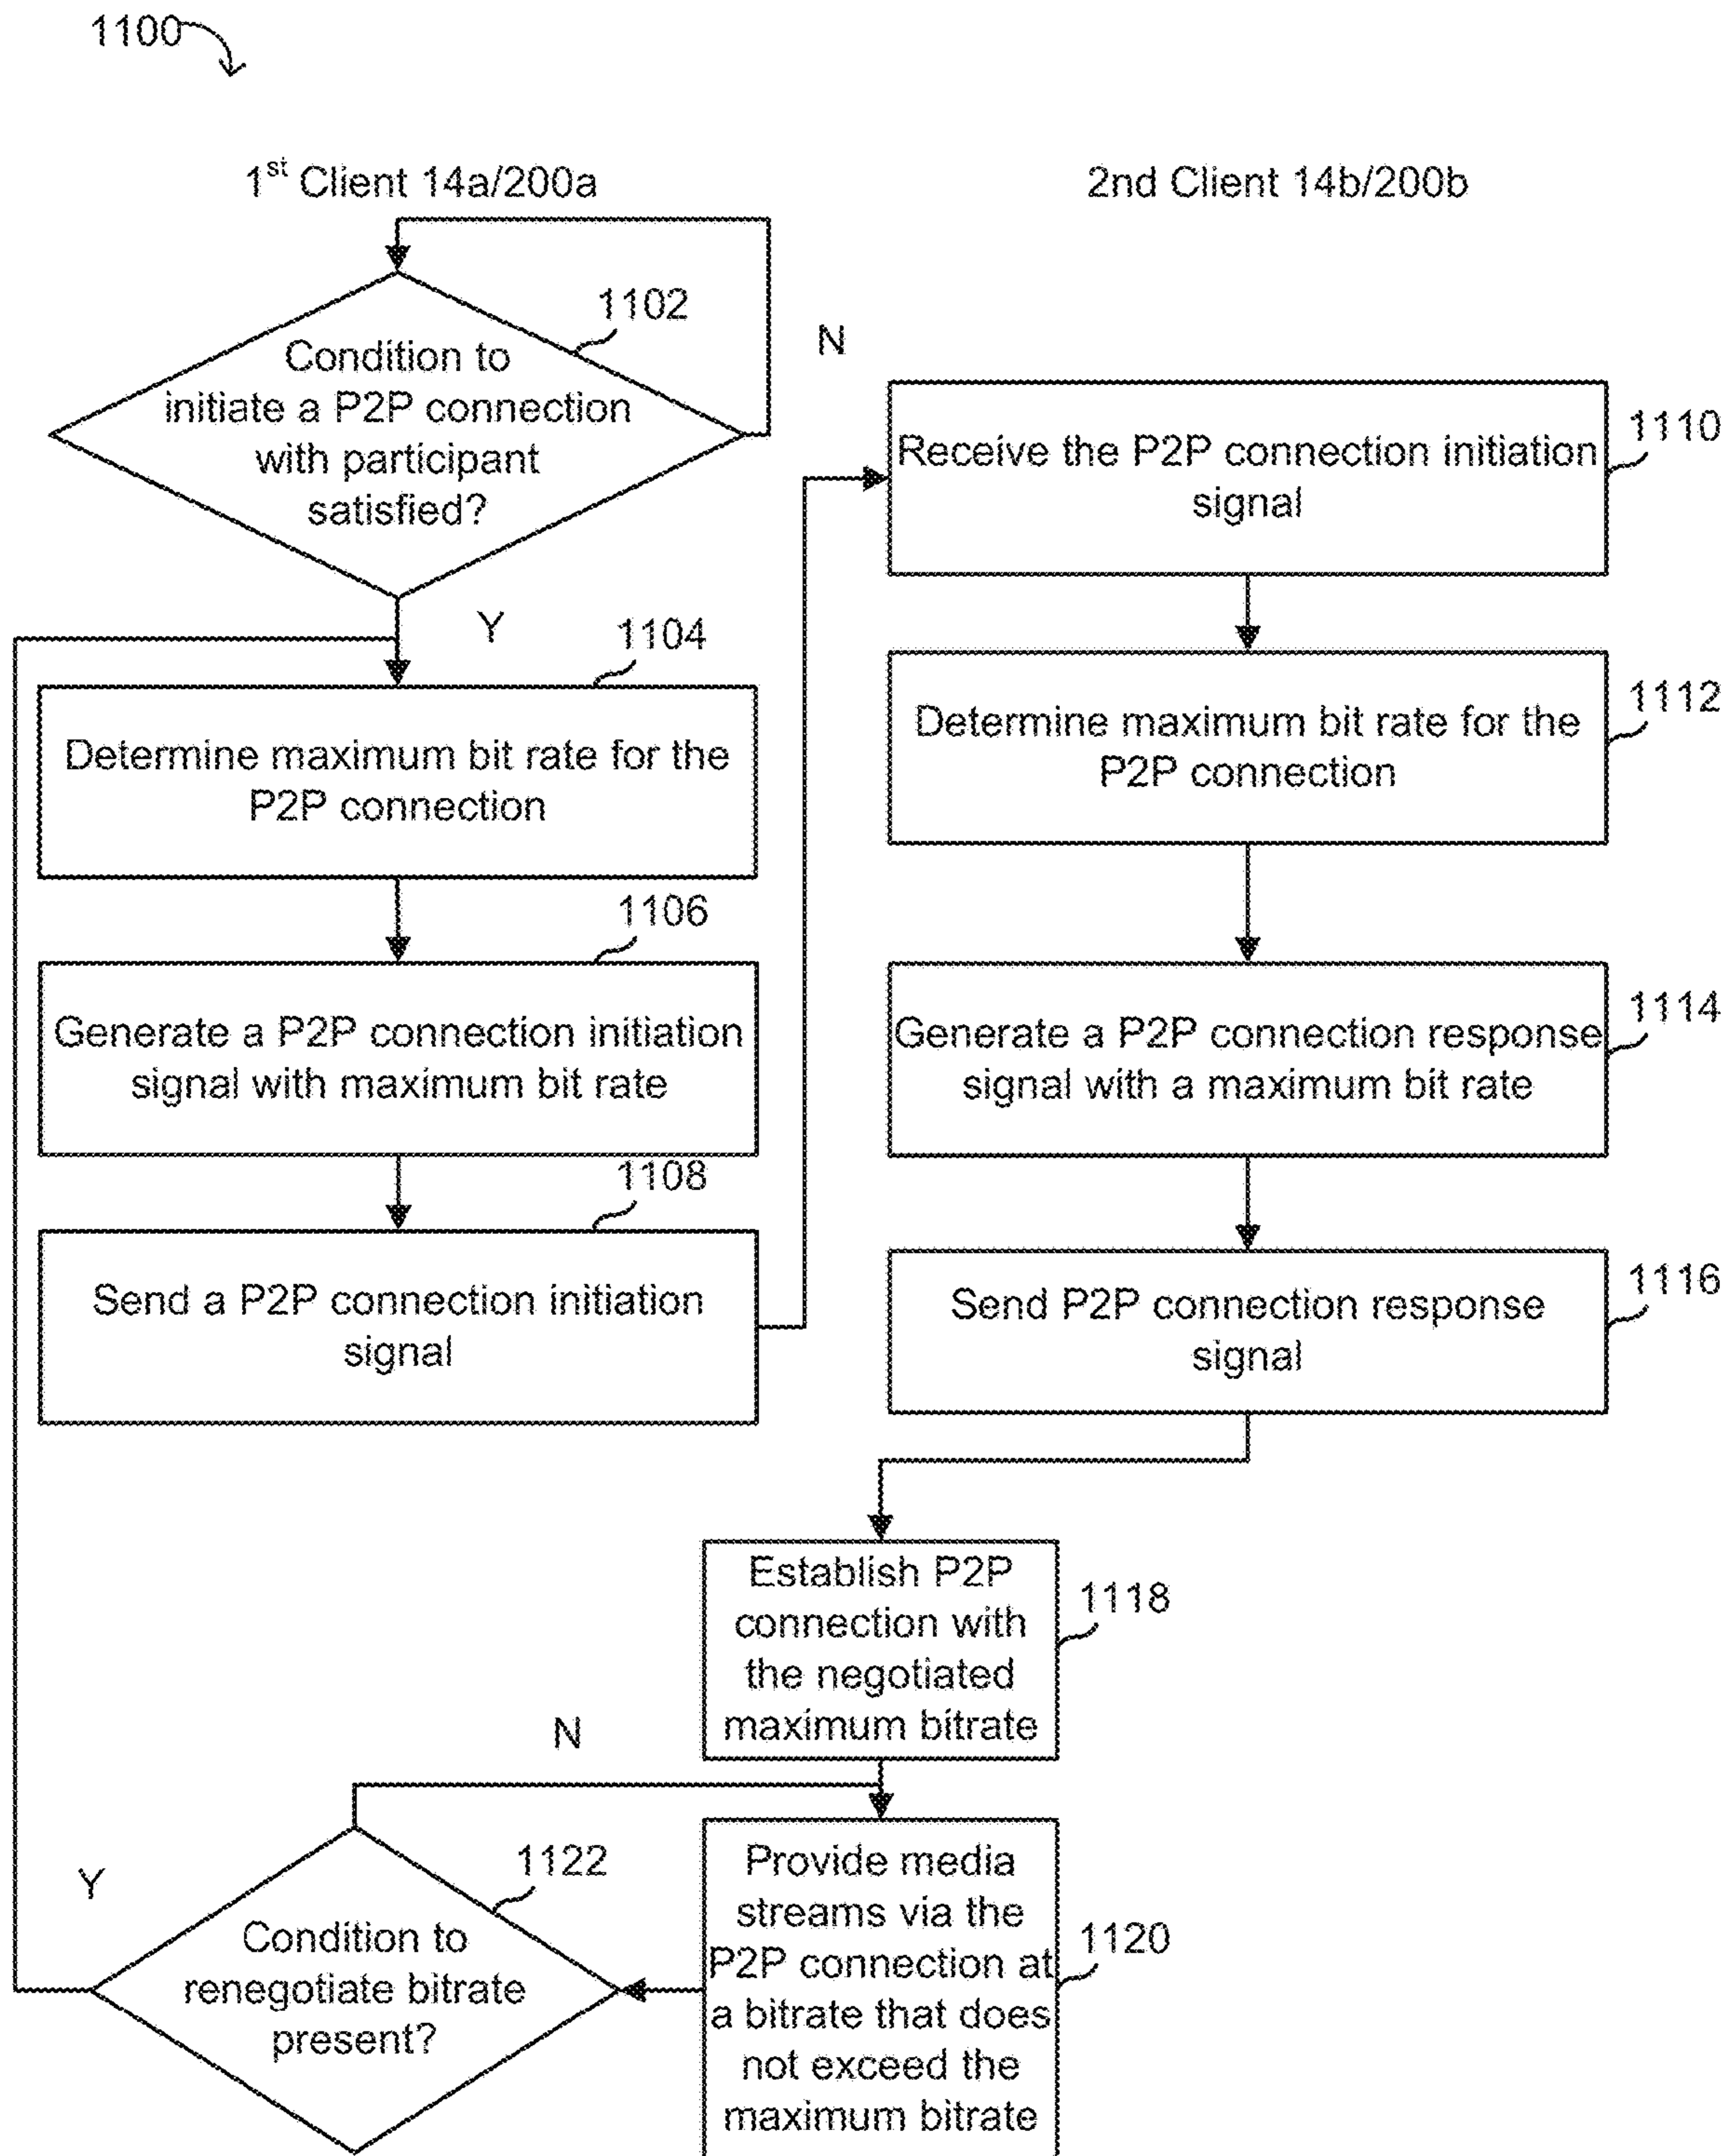 1100
1st Client 14a/200a
2nd Client 14b/200b
1102
Condition to
initiate a P2P connection
with participant
satisfied?
N
Y
1104
Determine maximum bit rate for the
P2P connection
1106
Generate a P2P connection initiation
signal with maximum bit rate
1108
Send a P2P connection initiation
signal
1110
Receive the P2P connection initiation
signal
1112
Determine maximum bit rate for the
P2P connection
1114
Generate a P2P connection response
signal with a maximum bit rate
1116
Send P2P connection response
signal
1118
Establish P2P
connection with
the negotiated
maximum bitrate
N
1120
Provide media
streams via the
P2P connection at
a bitrate that does
not exceed the
maximum bitrate
1122
Y
Condition to
renegotiate bitrate
present?